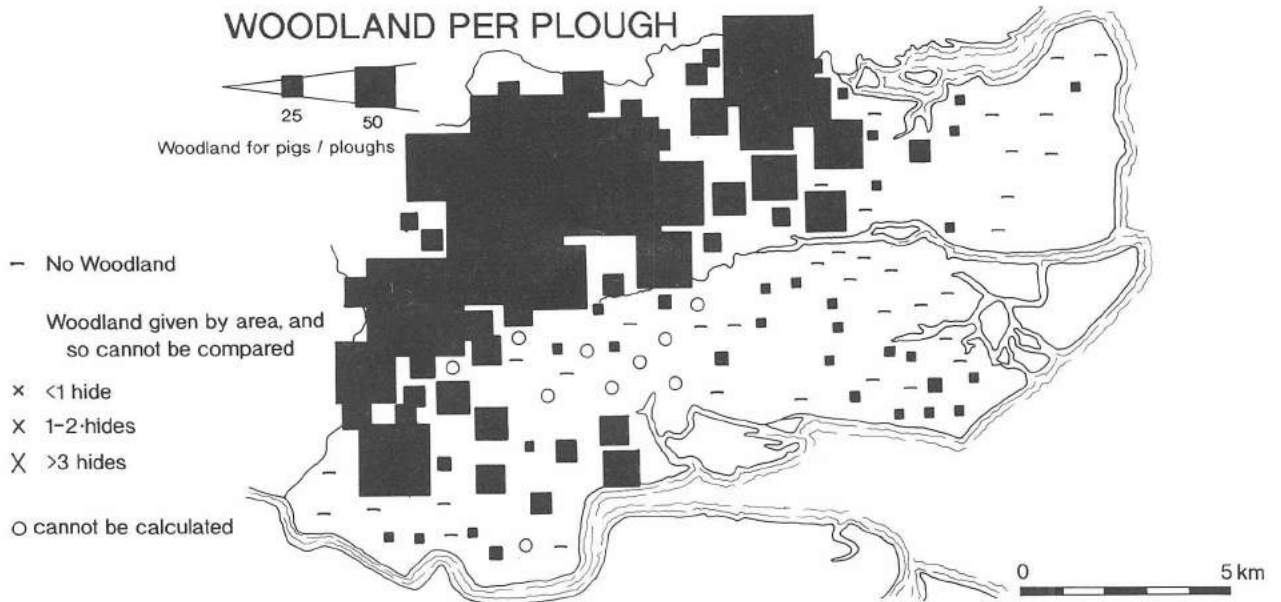 WOODLAND PER PLOUGH
25 50
Woodland for pigs / ploughs
– No Woodland
Woodland given by area, and
so cannot be compared
× <1 hide
× 1–2·hides
× >3 hides
○ cannot be calculated
0 5 km